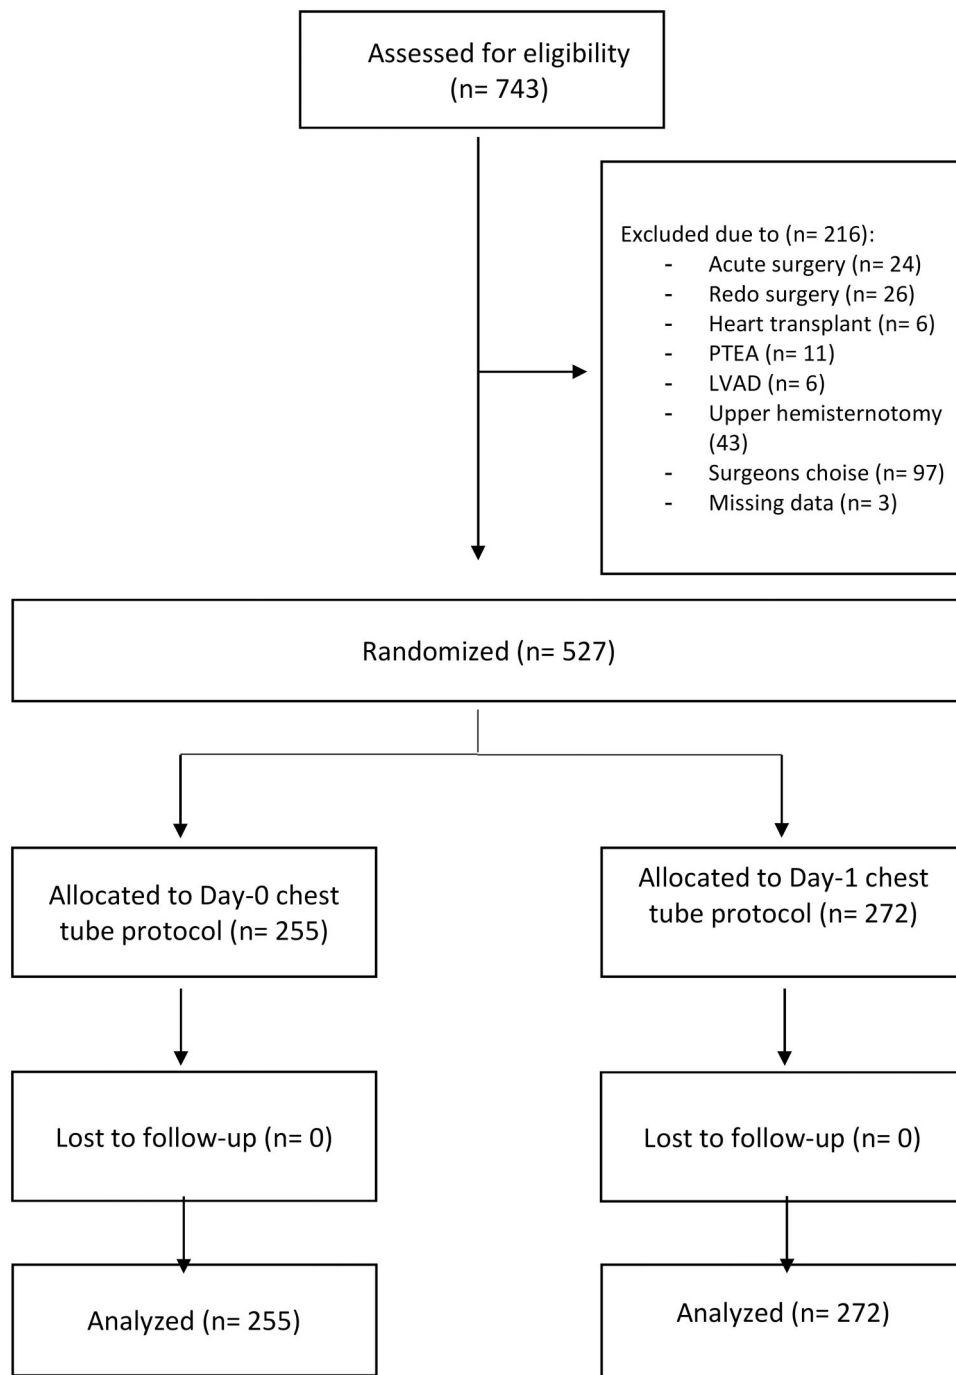 Assessed for eligibility
(n= 743)
Excluded due to (n= 216):
- Acute surgery (n= 24)
- Redo surgery (n= 26)
- Heart transplant (n= 6)
- PTEA (n= 11)
- LVAD (n= 6)
- Upper hemisternotomy
(43)
- Surgeons choise (n= 97)
- Missing data (n= 3)
Randomized (n= 527)
Allocated to Day-0 chest
tube protocol (n= 255)
Allocated to Day-1 chest
tube protocol (n= 272)
Lost to follow-up (n= 0)
Lost to follow-up (n= 0)
Analyzed (n= 255)
Analyzed (n= 272)